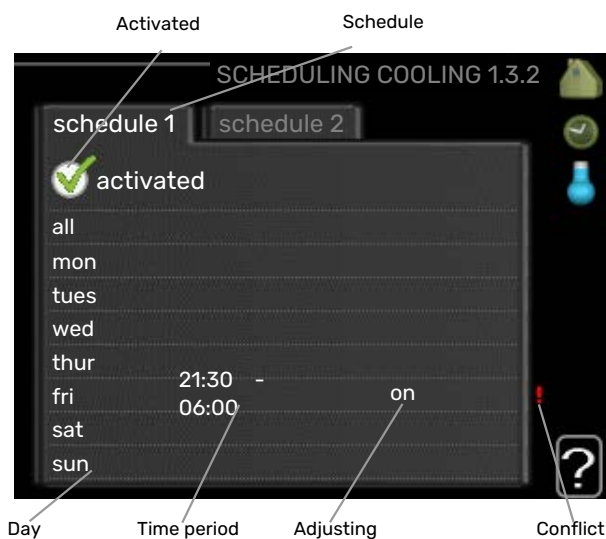 Activated
Schedule
SCHEDULING COOLING 1.3.2
schedule 1
schedule 2
activated
all
mon
tues
wed
thur
fri
21:30 -
06:00
on
!
sat
sun
?
Day
Time period
Adjusting
Conflict